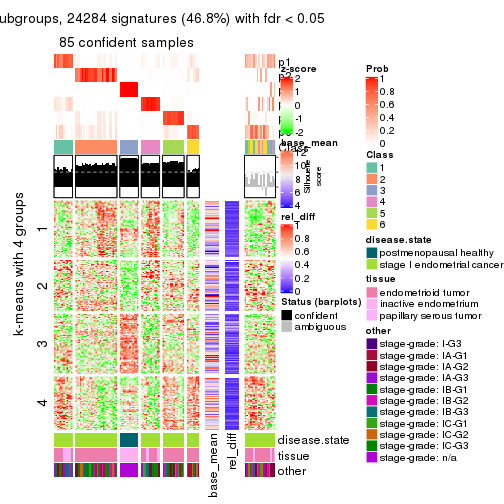 ubgroups, 24284 signatures (46.8%) with fdr < 0.05
85 confident samples
p1
z-score
2
1
0
-1
-2
base_mean
12
10
8
6
4
Silhouette
score
rel_diff
1
0.8
0.6
0.4
0.2
0
Status (barplots)
confident
ambiguous
k-means with 4 groups
1
2
3
4
disease.state
tissue
other
base_mean
rel_diff
Prob
1
0.8
0.6
0.4
0.2
0
Class
1
2
3
4
5
6
disease.state
postmenopausal healthy
stage I endometrial cancer
tissue
endometrioid tumor
inactive endometrium
papillary serous tumor
other
stage-grade: I-G3
stage-grade: IA-G1
stage-grade: IA-G2
stage-grade: IA-G3
stage-grade: IB-G1
stage-grade: IB-G2
stage-grade: IB-G3
stage-grade: IC-G1
stage-grade: IC-G2
stage-grade: IC-G3
stage-grade: n/a